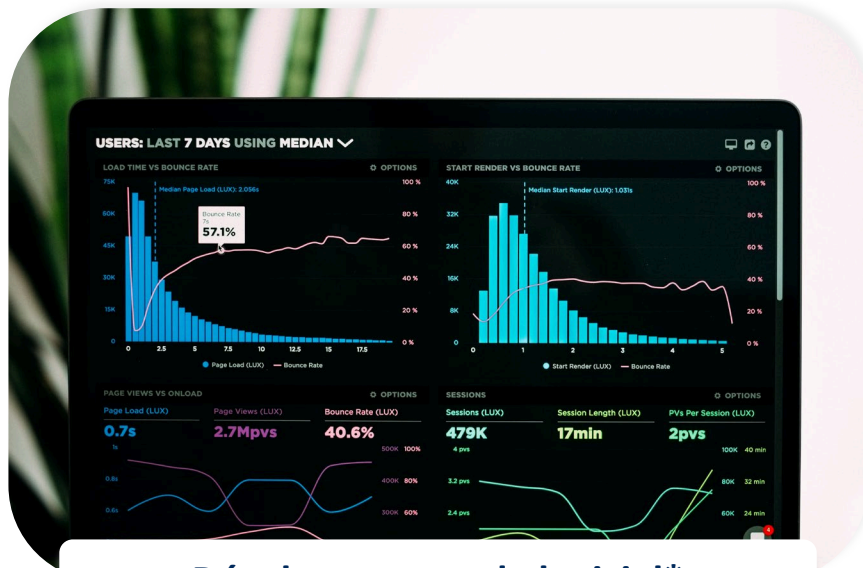 USERS: LAST 7 DAYS USING MEDIAN
LOAD TIME VS BOUNCE RATE
OPTIONS
75K
100 %
Median Page Load (LUX): 2.056s
60K
80 %
Bounce Rate
7s
57.1%
45K
60 %
30K
40 %
15K
20 %
0
0 %
0 2.5 5 7.5 10 12.5 15 17.5
Page Load (LUX) Bounce Rate
START RENDER VS BOUNCE RATE
OPTIONS
40K
100 %
Median Start Render (LUX): 1.031s
32K
80 %
24K
60 %
16K
40 %
8K
20 %
0
0 %
0 1 2 3 4 5
Start Render (LUX) Bounce Rate
PAGE VIEWS VS ONLOAD
OPTIONS
Page Load (LUX) Page Views (LUX) Bounce Rate (LUX)
0.7s 2.7Mpvs 40.6%
1s 500K 100%
0.8s 400K 80%
0.6s 300K 60%
SESSIONS
OPTIONS
Sessions (LUX) Session Length (LUX) PVs Per Session (LUX)
479K 17min 2pvs
4 pvs 100K 40 min
3.2 pvs 80K 32 min
2.4 pvs 60K 24 min
4